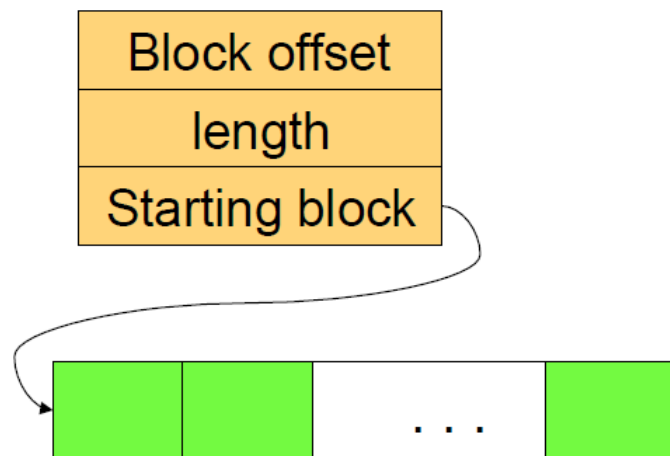 Block offset
length
Starting block
. . .